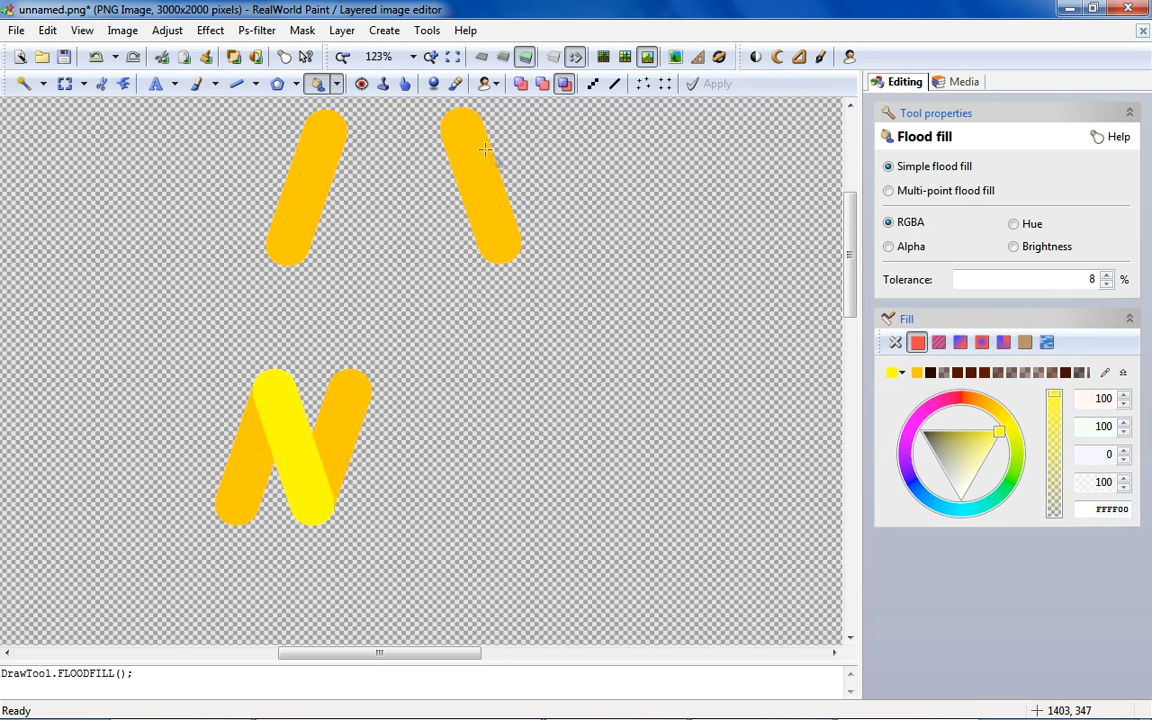 unnamed.png* (PNG Image, 3000x2000 pixels) - RealWorld Paint / Layered image editor
File Edit View Image Adjust Effect Ps-filter Mask Layer Create Tools Help
123%
Apply
Editing Media
Tool properties
Flood fill Help
Simple flood fill
Multi-point flood fill
RGBA Hue
Alpha Brightness
Tolerance: 8 %
Fill
100
100
0
100
FFFF00
DrawTool.FLOODFILL();
Ready 1403, 347